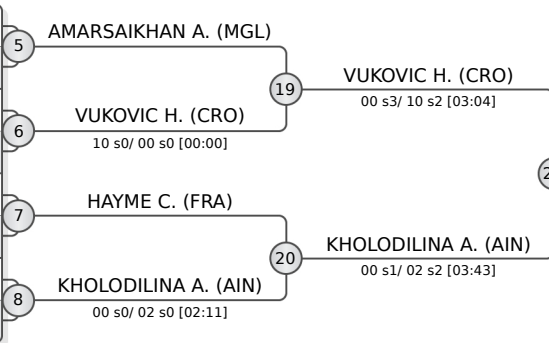 AMARSAIKHAN A. (MGL)
5
19
VUKOVIC H. (CRO)
00 s3/ 10 s2 [03:04]
VUKOVIC H. (CRO)
6
10 s0/ 00 s0 [00:00]
HAYME C. (FRA)
7
20
KHOLODILINA A. (AIN)
00 s1/ 02 s2 [03:43]
KHOLODILINA A. (AIN)
8
00 s0/ 02 s0 [02:11]